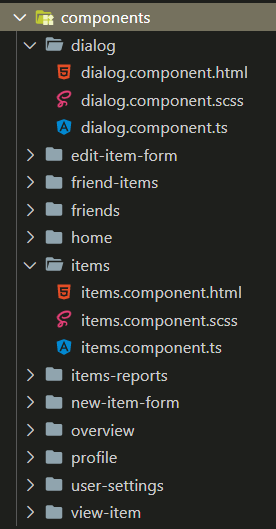 components
dialog
dialog.component.html
dialog.component.scss
dialog.component.ts
edit-item-form
friend-items
friends
home
items
items.component.html
items.component.scss
items.component.ts
items-reports
new-item-form
overview
profile
user-settings
view-item